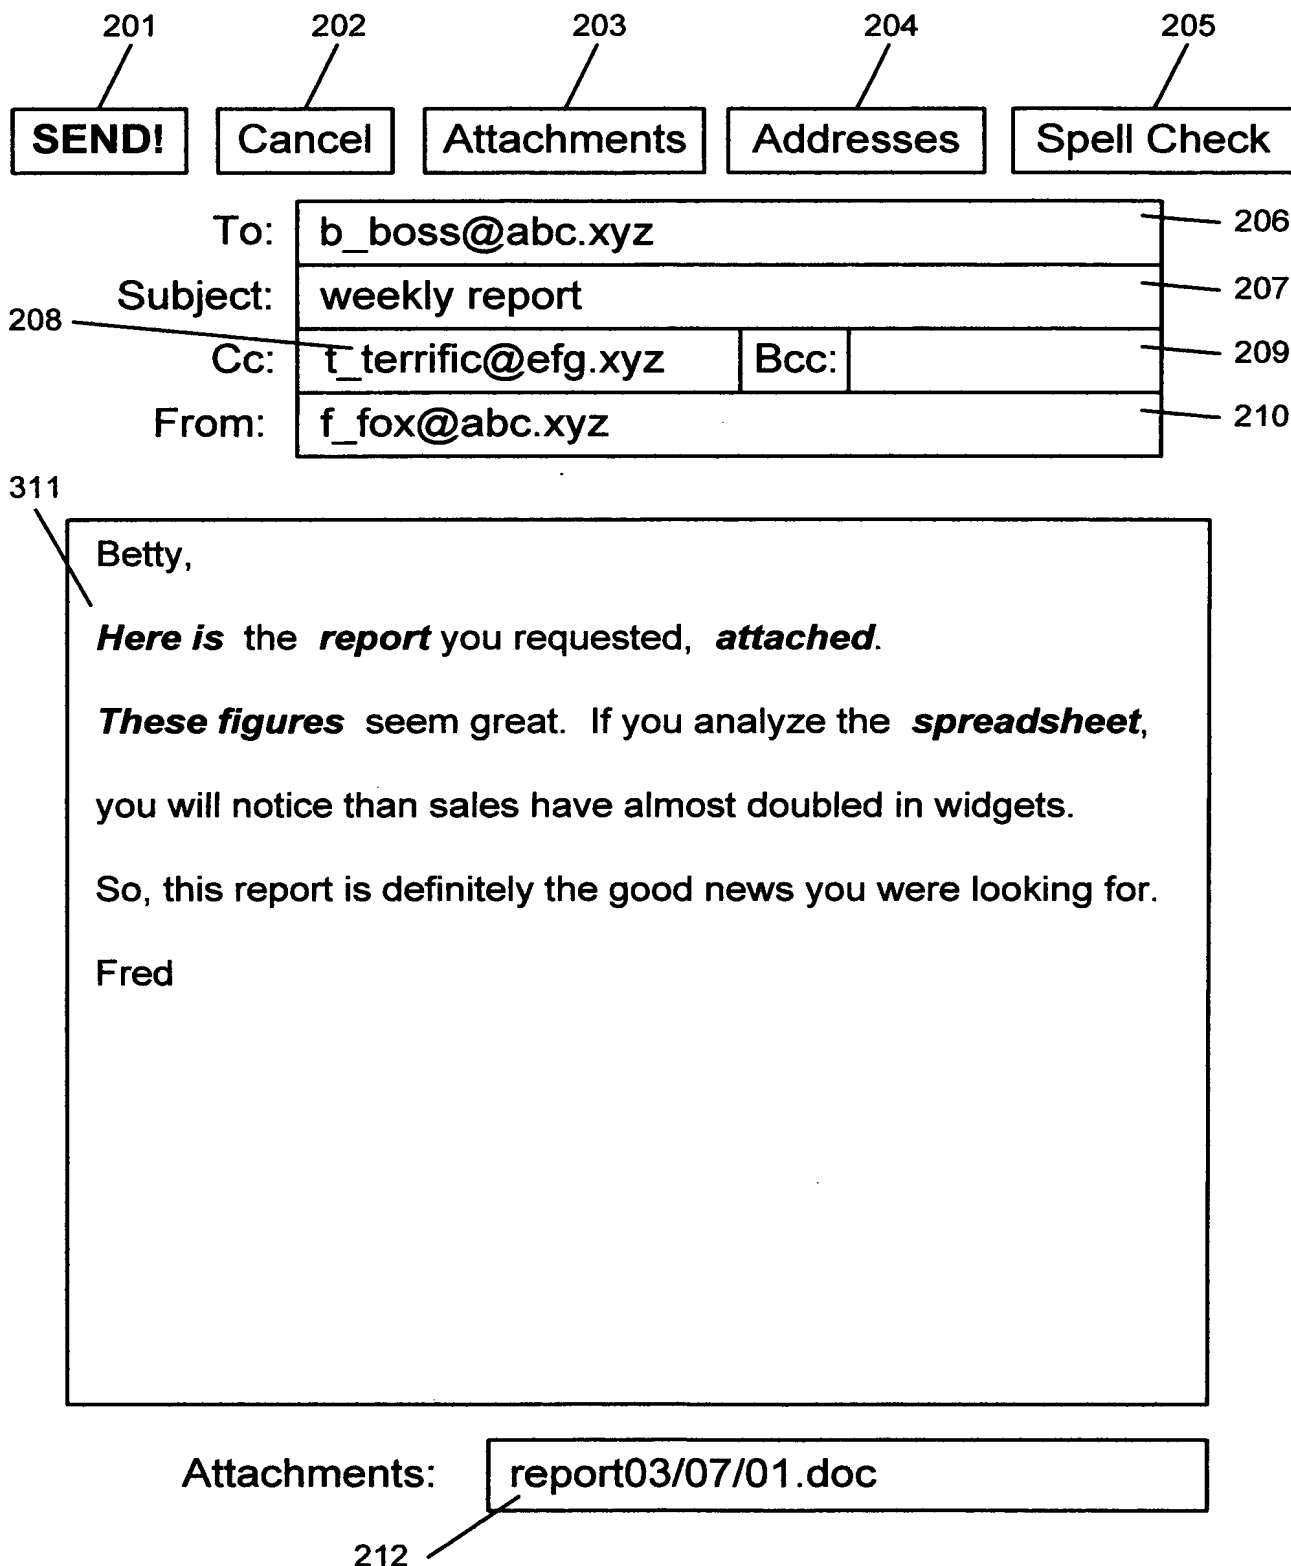 201 202 203 204 205
SEND! Cancel Attachments Addresses Spell Check
To: b_boss@abc.xyz 206
Subject: weekly report 207
208
Cc: t_terrific@efg.xyz Bcc: 209
From: f_fox@abc.xyz 210
311
Betty,
Here is the report you requested, attached.
These figures seem great. If you analyze the spreadsheet,
you will notice than sales have almost doubled in widgets.
So, this report is definitely the good news you were looking for.
Fred
Attachments: report03/07/01.doc
212